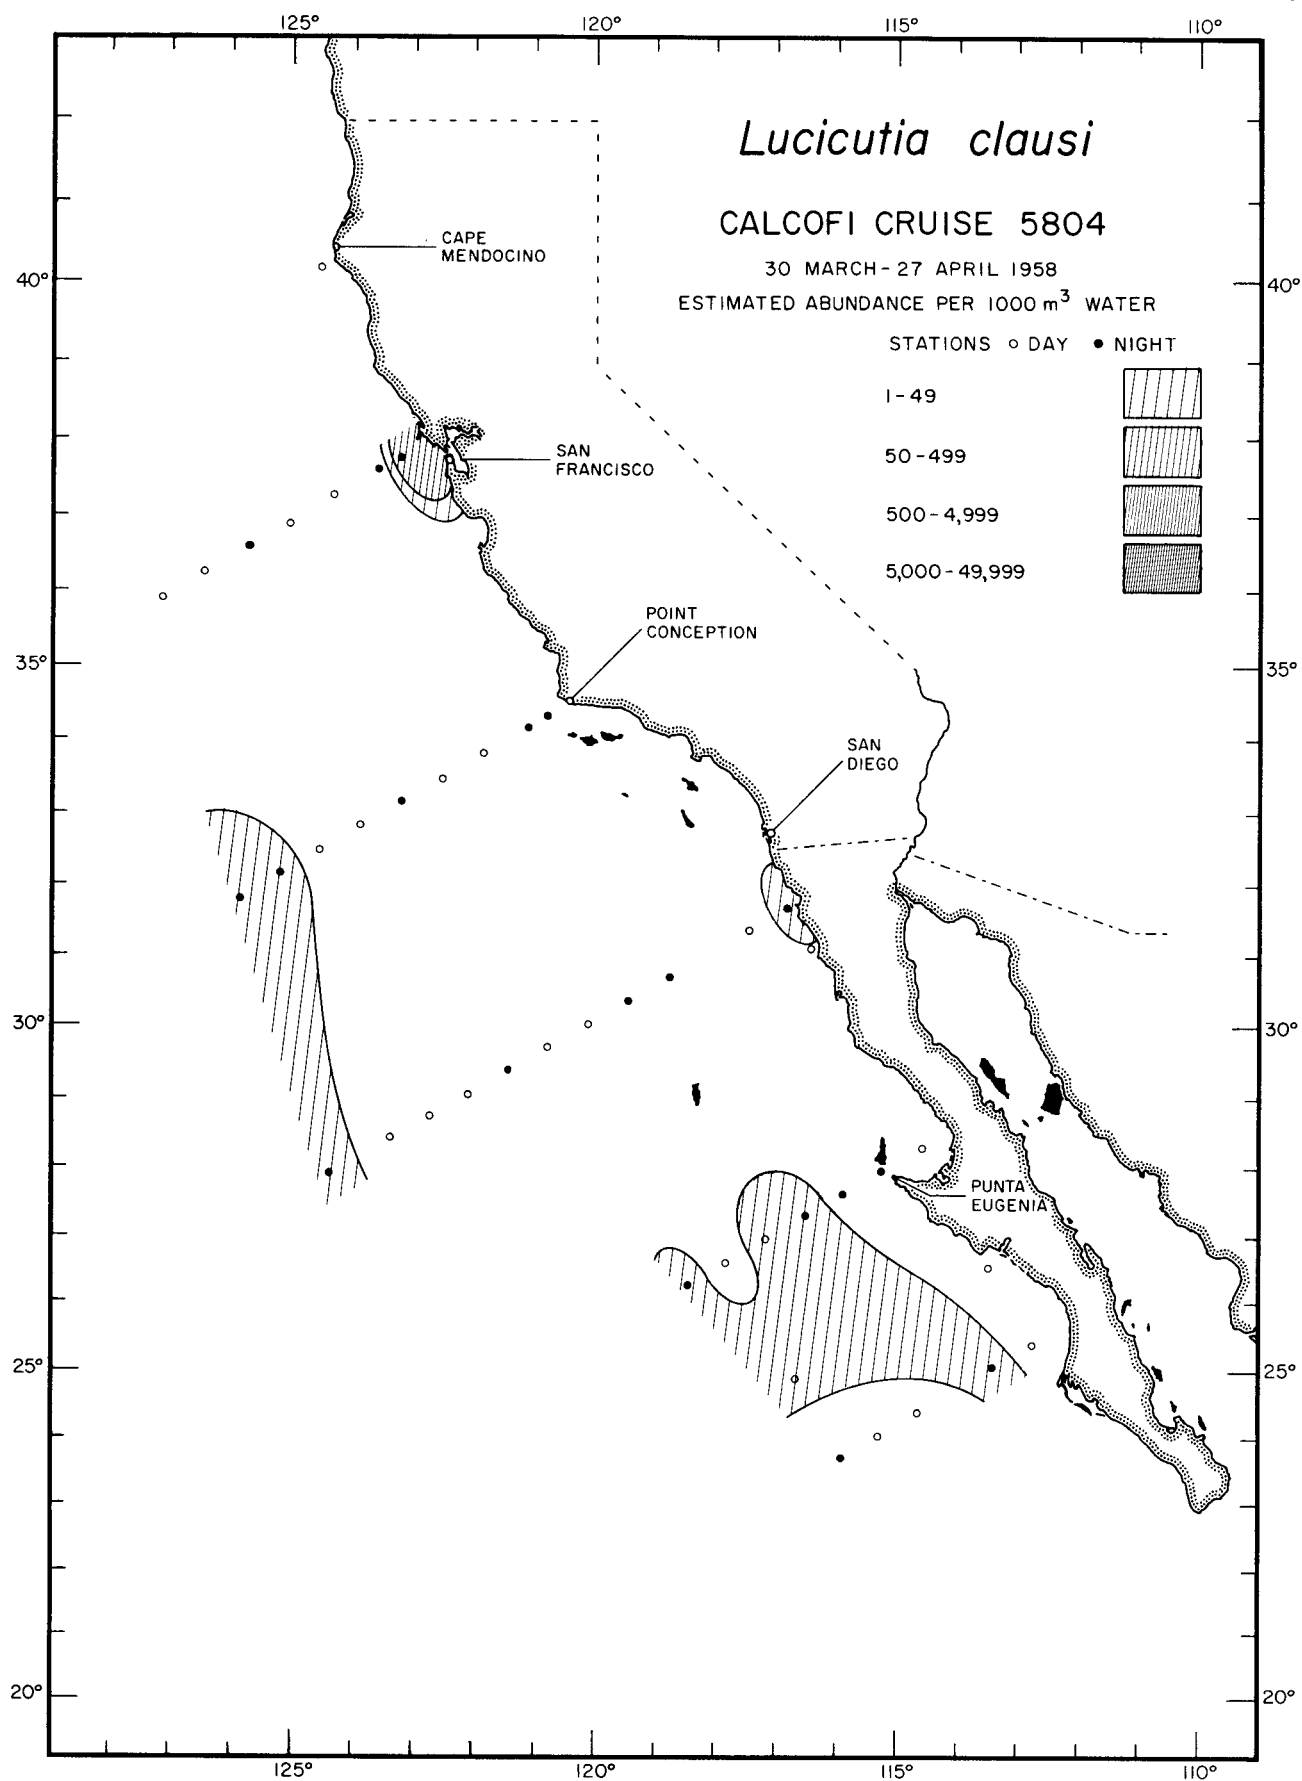 125°
120°
115°
110°
Lucicutia clausi
CALCOFI CRUISE 5804
30 MARCH-27 APRIL 1958
ESTIMATED ABUNDANCE PER 1000 m³ WATER
STATIONS ○ DAY ● NIGHT
1-49
50-499
500-4,999
5,000-49,999
CAPE
MENDOCINO
40°
40°
SAN
FRANCISCO
POINT
CONCEPTION
35°
35°
SAN
DIEGO
30°
30°
PUNTA
EUGENIA
25°
25°
20°
20°
125°
120°
115°
110°